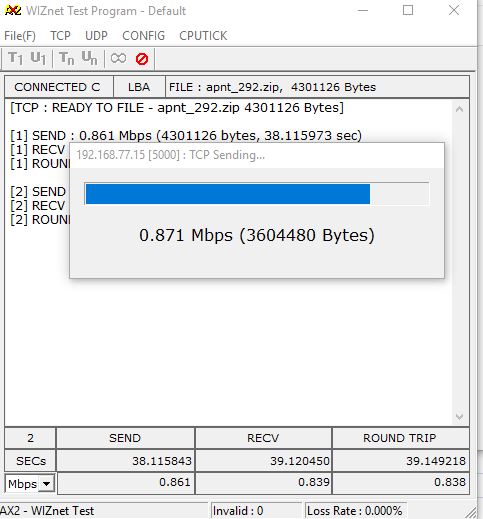 AX2 WIZnet Test Program - Default
File(F) TCP UDP CONFIG CPUTICK
T1 U1 Tn Un
CONNECTED C LBA FILE : apnt_292.zip, 4301126 Bytes
[TCP : READY TO FILE - apnt_292.zip 4301126 Bytes]
[1] SEND : 0.861 Mbps (4301126 bytes, 38.115973 sec)
[1] RECV
[1] ROUN
192.168.77.15 [5000] : TCP Sending...
[2] SEND
[2] RECV
[2] ROUN
0.871 Mbps (3604480 Bytes)
2 SEND RECV ROUND TRIP
SECs 38.115843 39.120450 39.149218
Mbps 0.861 0.839 0.838
AX2 - WIZnet Test Invalid : 0 Loss Rate : 0.000%